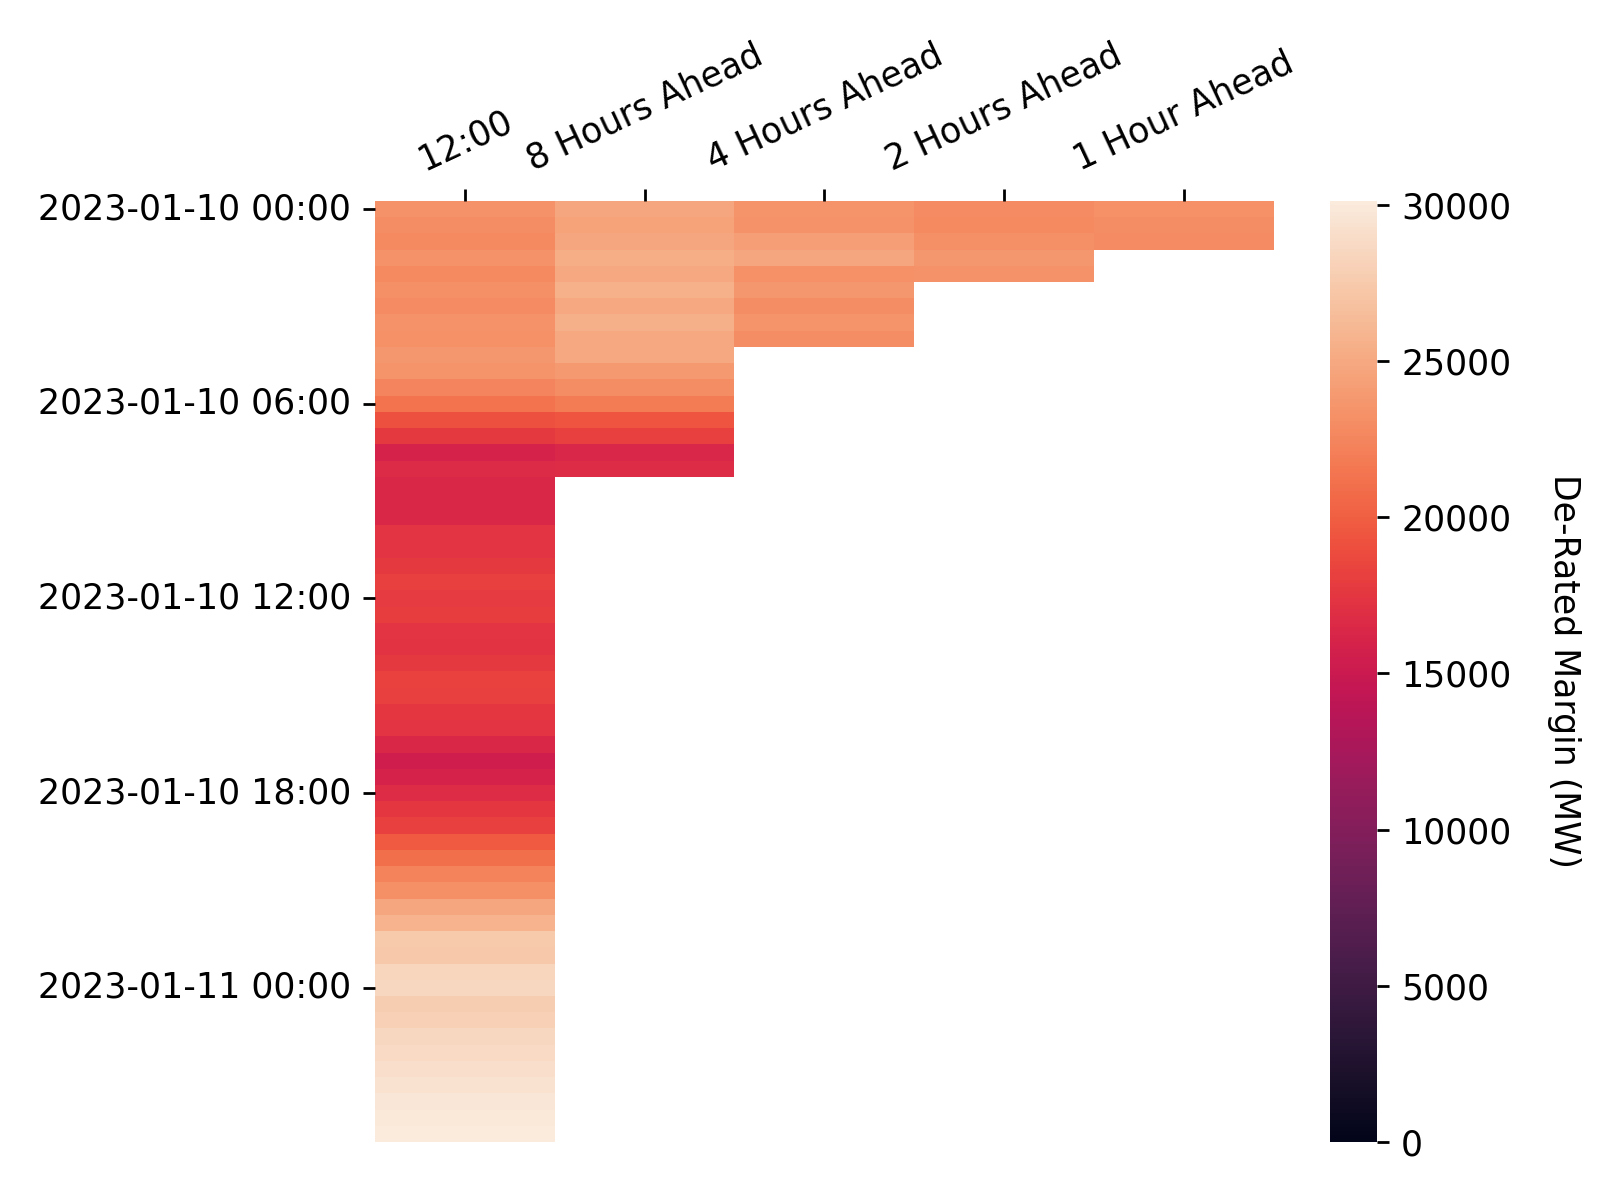 12:00
8 Hours Ahead
4 Hours Ahead
2 Hours Ahead
1 Hour Ahead
2023-01-10 00:00
2023-01-10 06:00
2023-01-10 12:00
2023-01-10 18:00
2023-01-11 00:00
30000
25000
20000
15000
10000
5000
0
De-Rated Margin (MW)